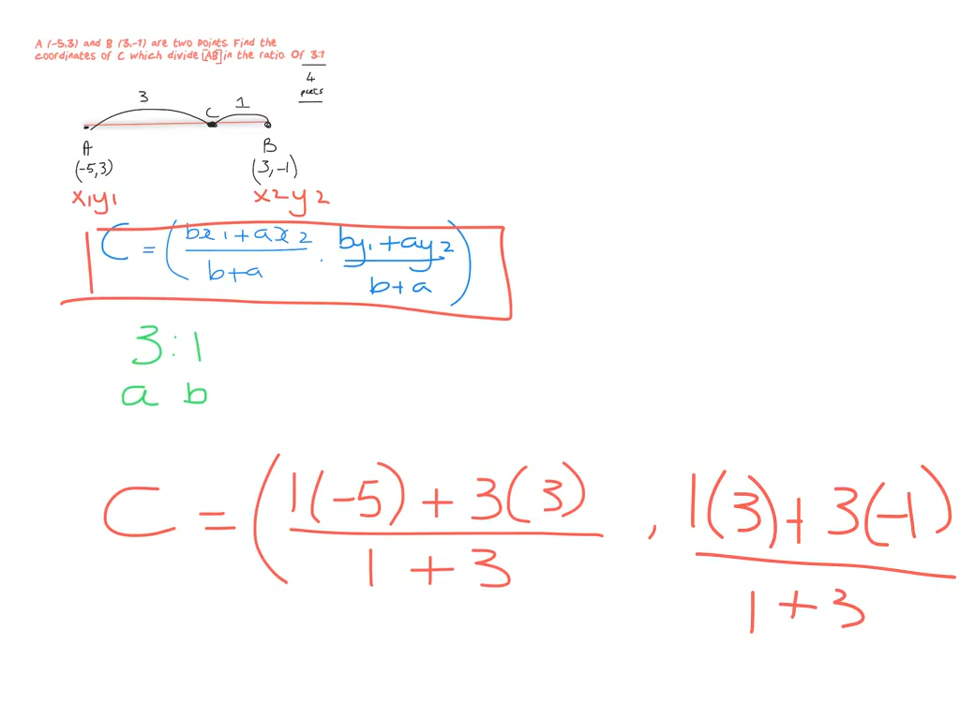 A (-5,3) and B (3,-1) are two points. Find the
coordinates of C which divide [AB] in the ratio. Of 3:1
4
parts
3
C
1
A
B
(-5,3)
(3,-1)
x1y1
x2y2
C = (bx1+ax2/b+a, by1+ay2/b+a)
3:1
a b
C = (1(-5)+3(3)/1+3, 1(3)+3(-1)/1+3